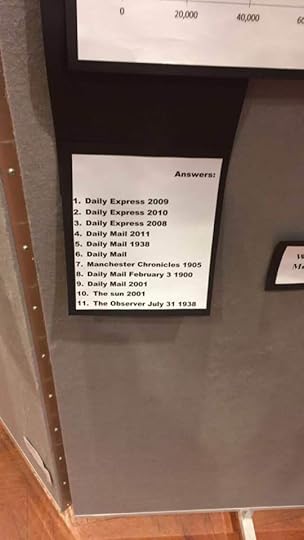 0 20,000 40,000
Answers:
1. Daily Express 2009
2. Daily Express 2010
3. Daily Express 2008
4. Daily Mail 2011
5. Daily Mail 1938
6. Daily Mail
7. Manchester Chronicles 1905
8. Daily Mail February 3 1900
9. Daily Mail 2001
10. The sun 2001
11. The Observer July 31 1938